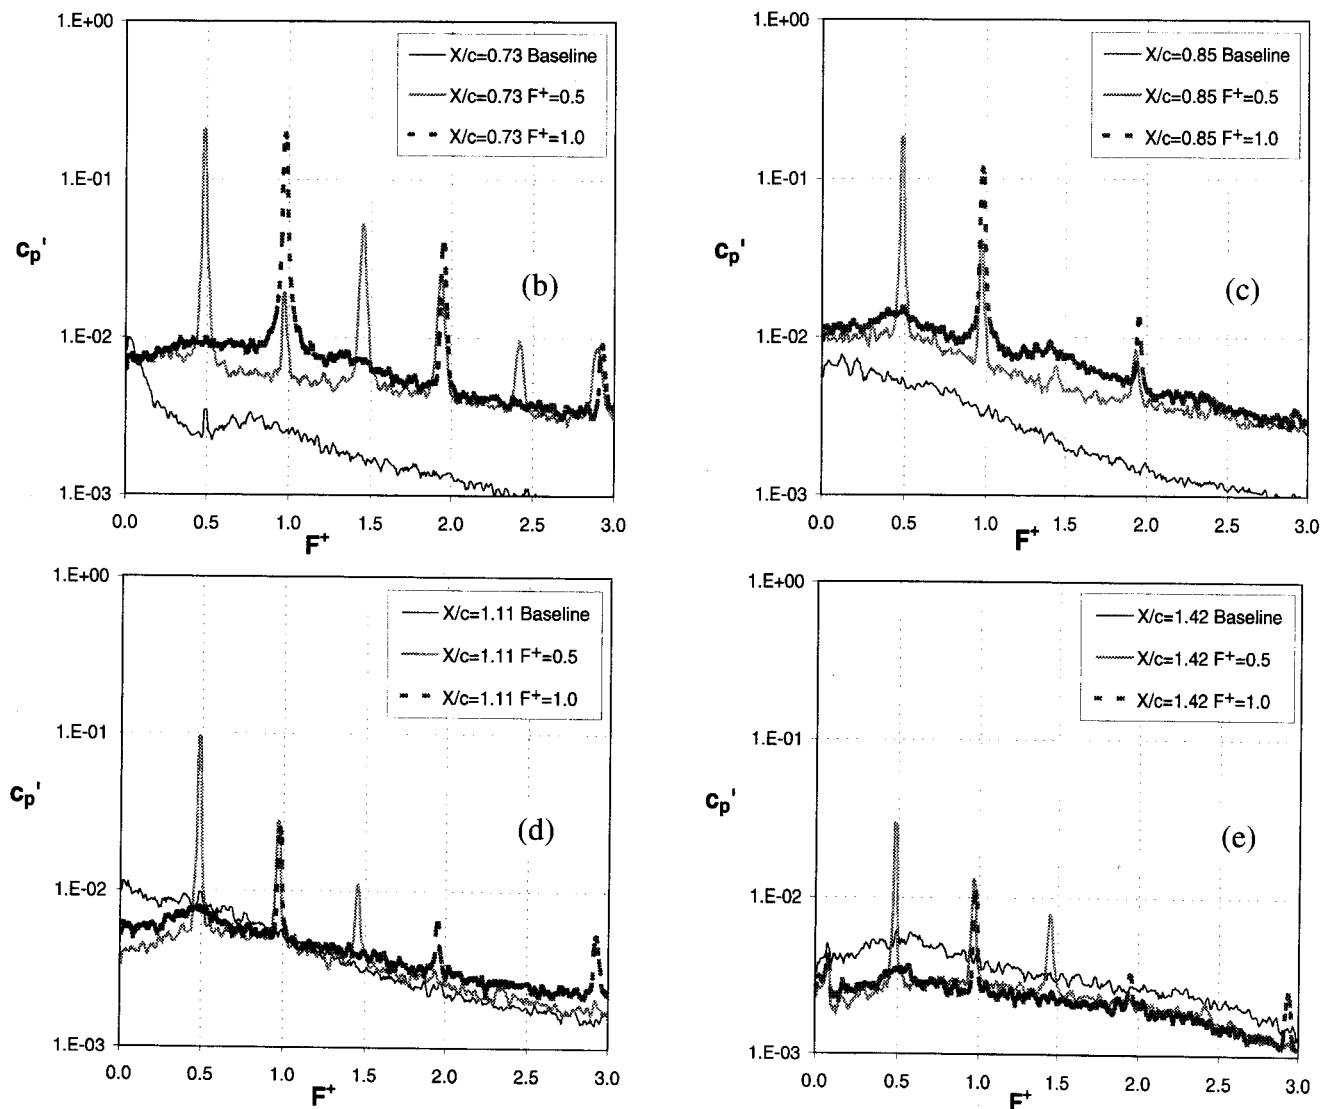 1.E+00
X/c=0.73 Baseline
X/c=0.73 F+=0.5
X/c=0.73 F+=1.0
1.E-01
cp'
(b)
1.E-02
1.E-03
0.0 0.5 1.0 1.5 2.0 2.5 3.0
F+
1.E+00
X/c=0.85 Baseline
X/c=0.85 F+=0.5
X/c=0.85 F+=1.0
1.E-01
cp'
(c)
1.E-02
1.E-03
0.0 0.5 1.0 1.5 2.0 2.5 3.0
F+
1.E+00
X/c=1.11 Baseline
X/c=1.11 F+=0.5
X/c=1.11 F+=1.0
1.E-01
cp'
(d)
1.E-02
1.E-03
0.0 0.5 1.0 1.5 2.0 2.5 3.0
F+
1.E+00
X/c=1.42 Baseline
X/c=1.42 F+=0.5
X/c=1.42 F+=1.0
1.E-01
cp'
(e)
1.E-02
1.E-03
0.0 0.5 1.0 1.5 2.0 2.5 3.0
F+